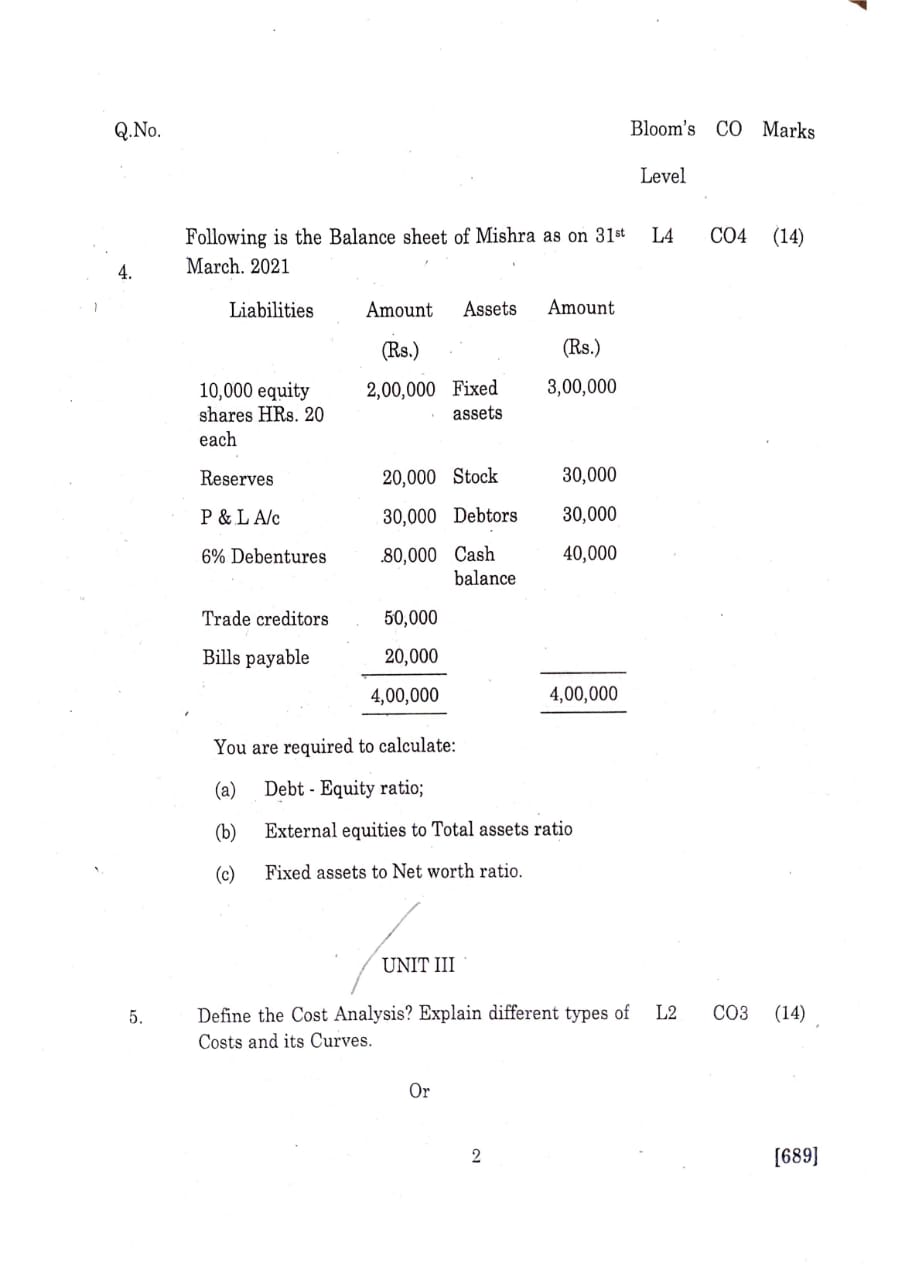 Q.No. Bloom's CO Marks
Level
Following is the Balance sheet of Mishra as on 31st L4 CO4 (14)
4. March. 2021
Liabilities Amount Assets Amount
(Rs.) (Rs.)
10,000 equity 2,00,000 Fixed 3,00,000
shares HRs. 20 assets
each
Reserves 20,000 Stock 30,000
P & L A/c 30,000 Debtors 30,000
6% Debentures 80,000 Cash 40,000
balance
Trade creditors 50,000
Bills payable 20,000
4,00,000 4,00,000
You are required to calculate:
(a) Debt - Equity ratio;
(b) External equities to Total assets ratio
(c) Fixed assets to Net worth ratio.
UNIT III
5. Define the Cost Analysis? Explain different types of L2 CO3 (14)
Costs and its Curves.
Or
2 [689]